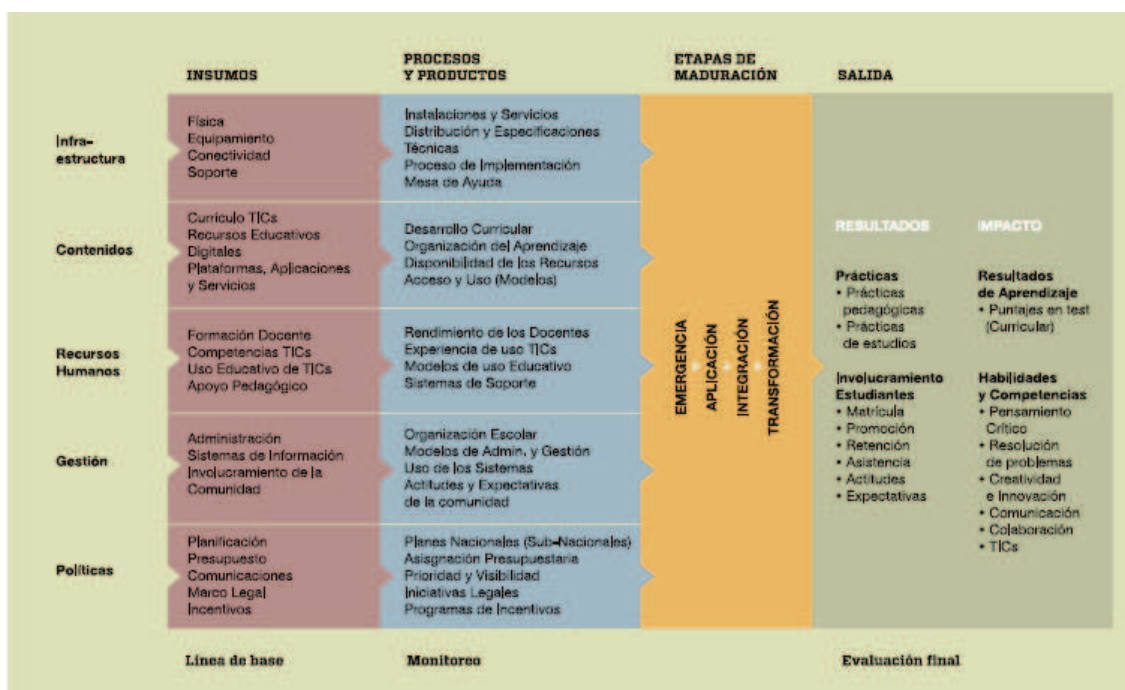 INSUMOS
PROCESOS
Y PRODUCTOS
ETAPAS DE
MADURACIÓN
SALIDA
Infra-
estructura
Física
Equipamiento
Conectividad
Soporte
Instalaciones y Servicios
Distribución y Especificaciones
Técnicas
Proceso de Implementación
Mesa de Ayuda
Contenidos
Currículo TICs
Recursos Educativos
Digitales
Plataformas, Aplicaciones
y Servicios
Desarrollo Curricular
Organización del Aprendizaje
Disponibilidad de los Recursos
Acceso y Uso (Modelos)
Recursos
Humanos
Formación Docente
Competencias TICs
Uso Educativo de TICs
Apoyo Pedagógico
Rendimiento de los Docentes
Experiencia de uso TICs
Modelos de uso Educativo
Sistemas de Soporte
Gestión
Administración
Sistemas de Información
Involucramiento de la
Comunidad
Organización Escolar
Modelos de Admin. y Gestión
Uso de los Sistemas
Actitudes y Expectativas
de la comunidad
Políticas
Planificación
Presupuesto
Comunicaciones
Marco Legal
Incentivos
Planes Nacionales (Sub-Nacionales)
Asisgnación Presupuestaria
Prioridad y Visibilidad
Iniciativas Legales
Programas de Incentivos
EMERGENCIA
APLICACIÓN
INTEGRACIÓN
TRANSFORMACIÓN
RESULTADOS
Prácticas
• Prácticas
pedagógicas
• Prácticas
de estudios
Involucramiento
Estudiantes
• Matrícula
• Promoción
• Retención
• Asistencia
• Actitudes
• Expectativas
IMPACTO
Resultados
de Aprendizaje
• Puntajes en test
(Curricular)
Habilidades
y Competencias
• Pensamiento
Crítico
• Resolución
de problemas
• Creatividad
e Innovación
• Comunicación
• Colaboración
• TICs
Línea de base
Monitoreo
Evaluación final